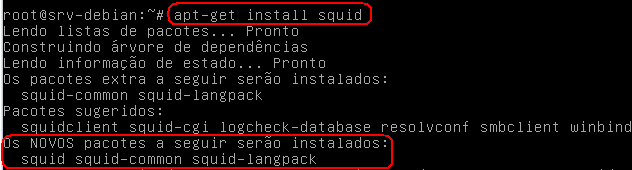 root@srv-debian:~# apt-get install squid
Lendo listas de pacotes... Pronto
Construindo árvore de dependências
Lendo informação de estado... Pronto
Os pacotes extra a seguir serão instalados:
squid-common squid-langpack
Pacotes sugeridos:
squidclient squid-cgi logcheck-database resolvconf smbclient winbind
Os NOVOS pacotes a seguir serão instalados:
squid squid-common squid-langpack